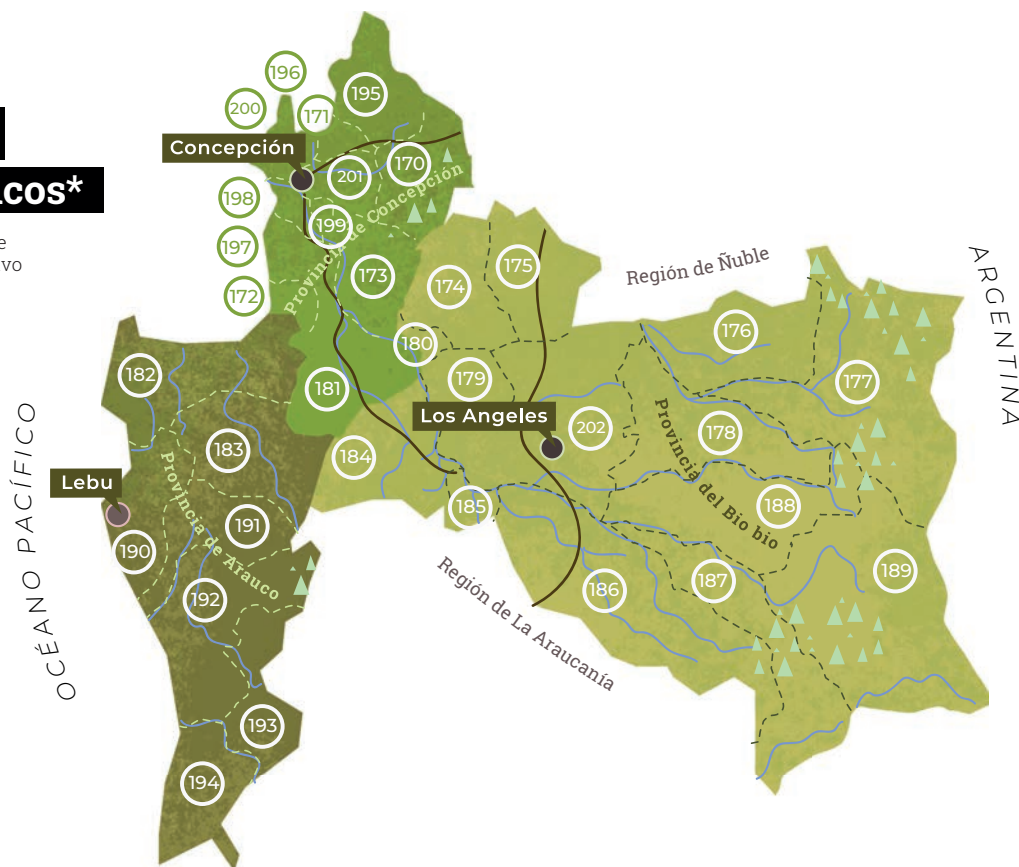 cos*
e
vo
196
195
200
171
Concepción
170
201
198
199
Provincia de Concepción
197
173
175
174
Región de Ñuble
ARGENTINA
172
176
180
182
179
177
181
Los Angeles
202
178
OCÉANO PACÍFICO
183
184
Provincia del Bio bio
Lebu
Provincia de Arauco
185
188
191
190
189
187
186
192
Región de La Araucanía
193
194